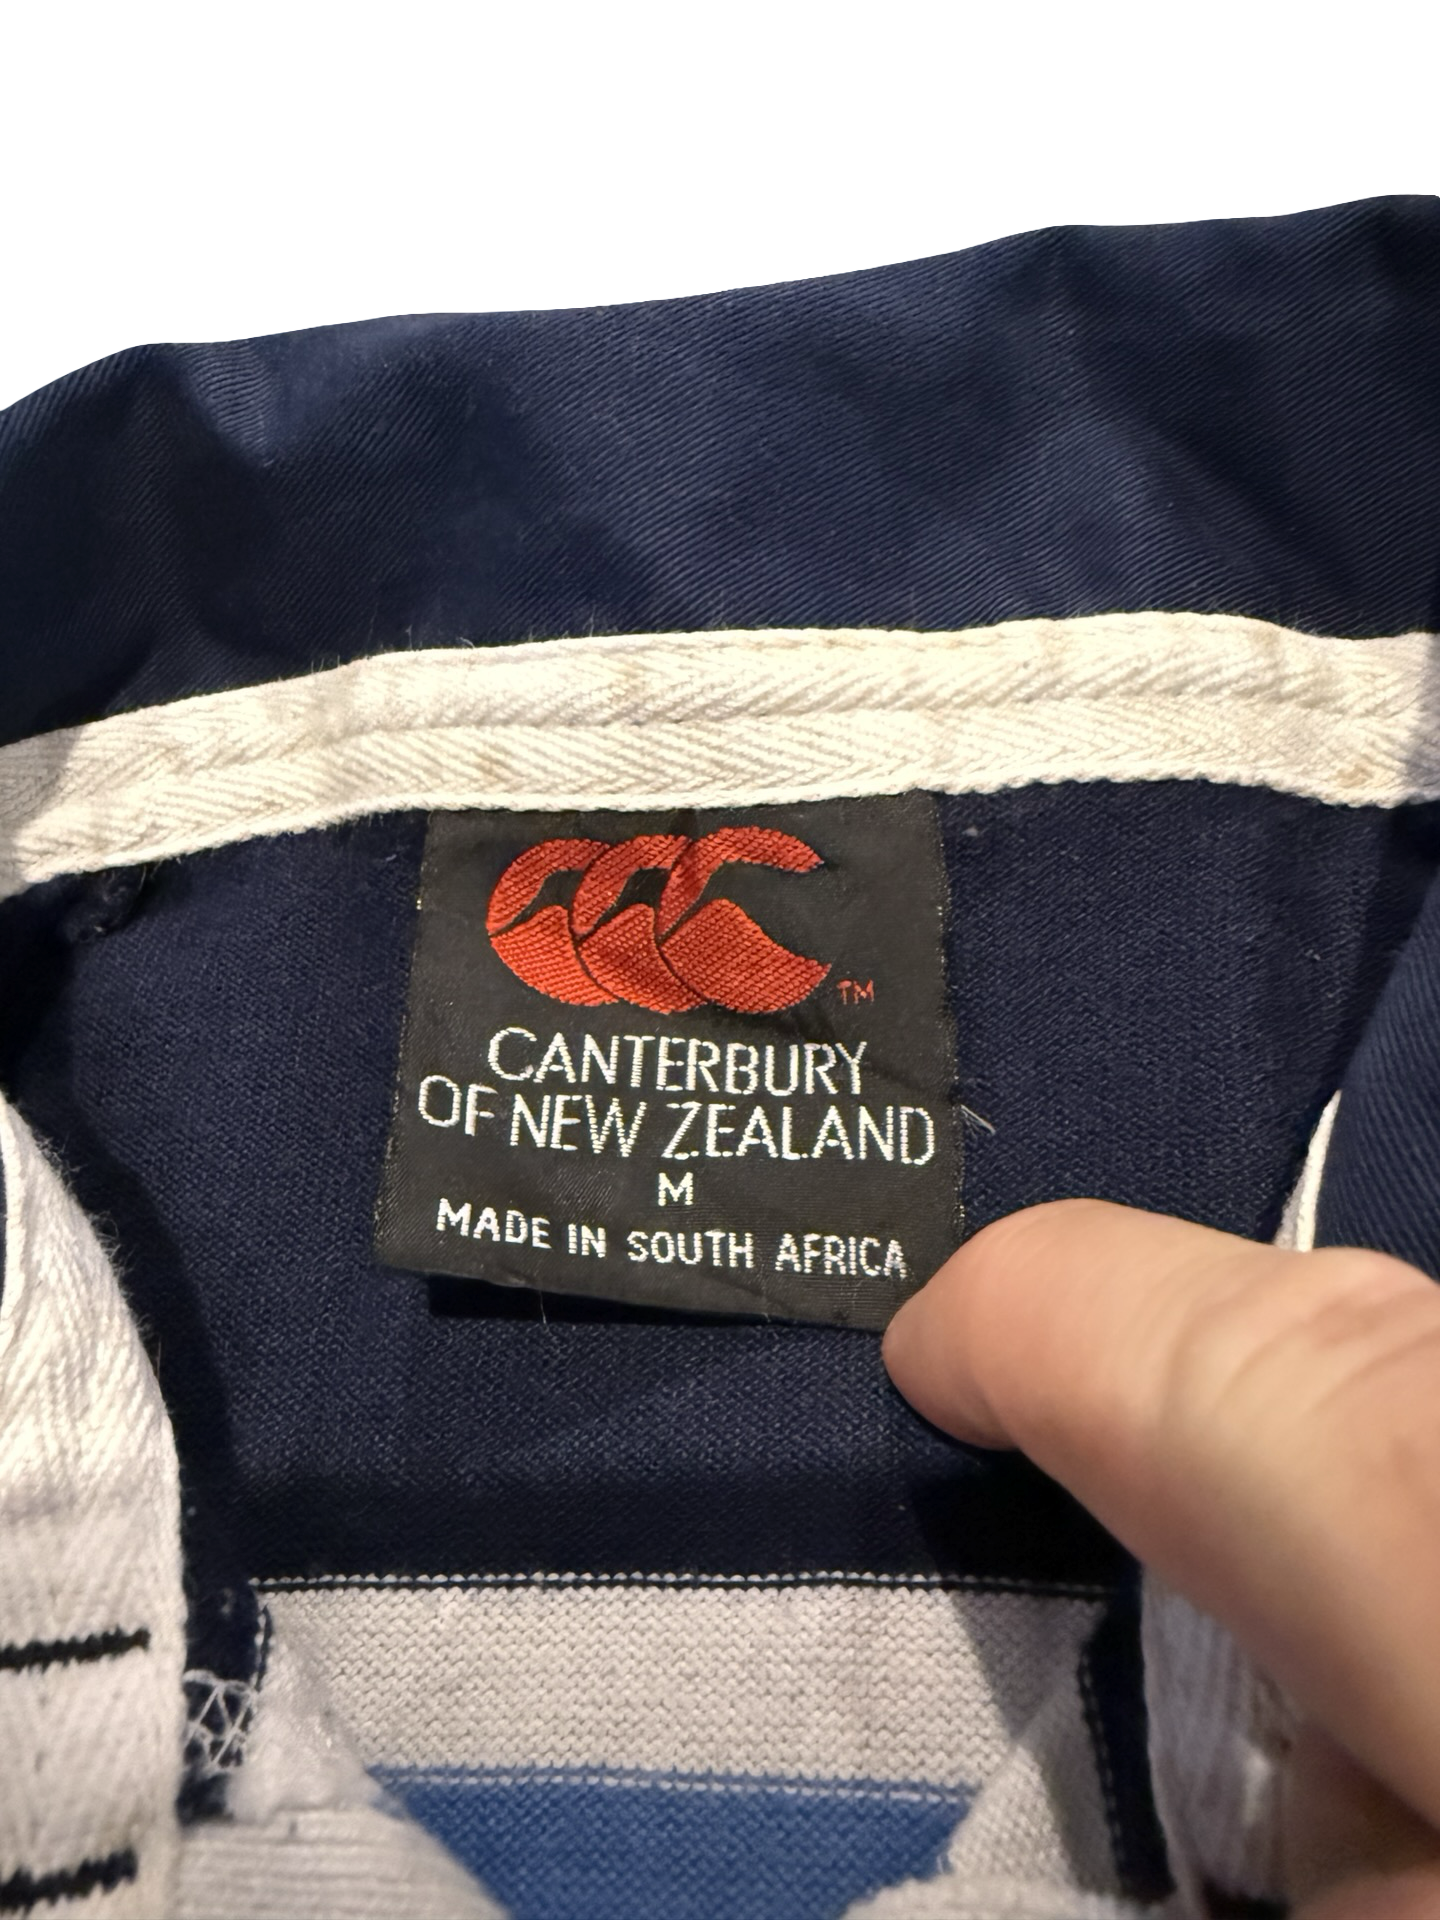 TM
CANTERBURY
OF NEW ZEALAND
M
MADE IN SOUTH AFRICA